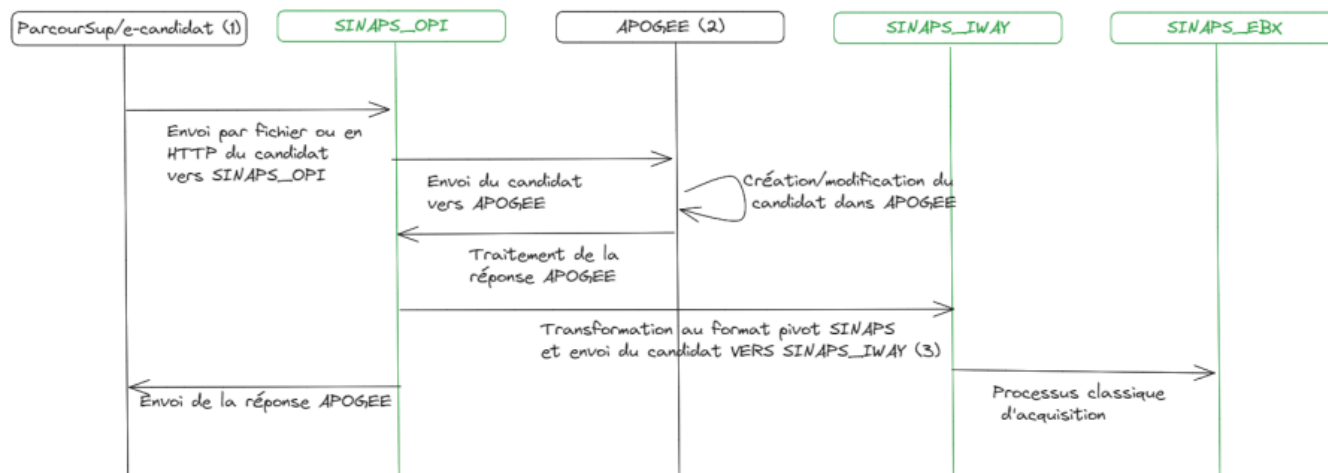 ParcourSup/e-candidat (1)
SINAPS_OPI
APOGEE (2)
SINAPS_IWAY
SINAPS_EBX
Envoi par fichier ou en
HTTP du candidat
vers SINAPS_OPI
Envoi du candidat
vers APOGEE
Création/modification du
candidat dans APOGEE
Traitement de la
réponse APOGEE
Transformation au format pivot SINAPS
et envoi du candidat VERS SINAPS_IWAY (3)
Envoi de la réponse APOGEE
Processus classique
d'acquisition